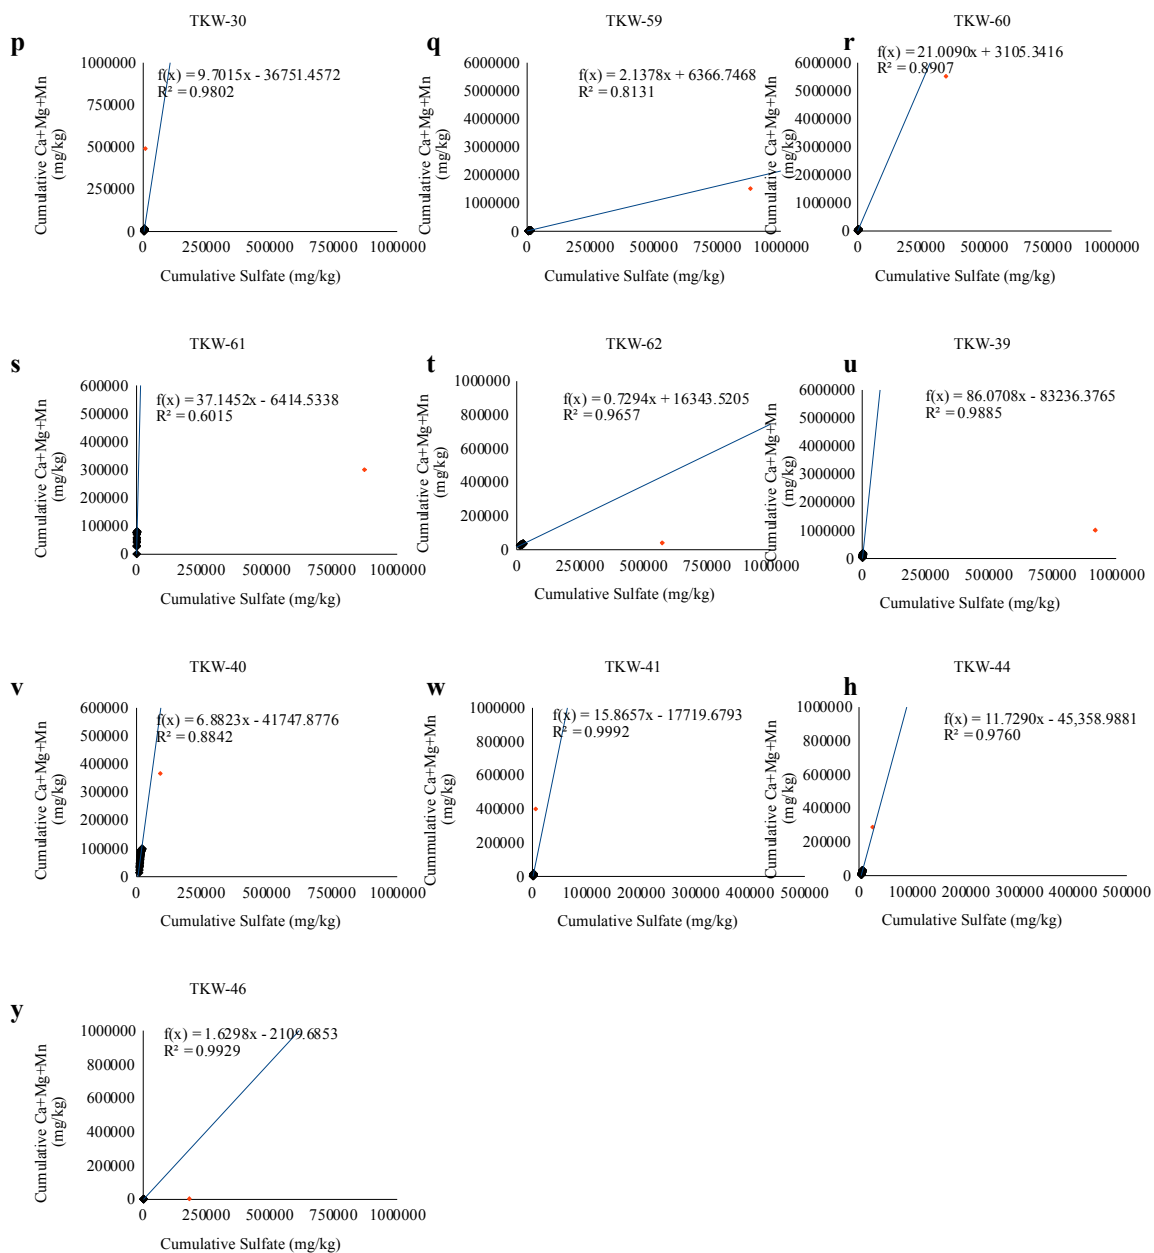 TKW-30
p
f(x) = 9.7015x - 36751.4572
R² = 0.9802
1000000
750000
500000
250000
0
0 250000 500000 750000 1000000
Cumulative Ca+Mg+Mn
(mg/kg)
Cumulative Sulfate (mg/kg)
TKW-59
q
f(x) = 2.1378x + 6366.7468
R² = 0.8131
6000000
5000000
4000000
3000000
2000000
1000000
0
0 250000 500000 750000 1000000
Cumulative Ca+Mg+Mn
(mg/kg)
Cumulative Sulfate (mg/kg)
TKW-60
r
f(x) = 21.0090x + 3105.3416
R² = 0.8907
6000000
5000000
4000000
3000000
2000000
1000000
0
0 250000 500000 750000 1000000
Cumulative Ca+Mg+Mn
(mg/kg)
Cumulative Sulfate (mg/kg)
TKW-61
s
f(x) = 37.1452x - 6414.5338
R² = 0.6015
600000
500000
400000
300000
200000
100000
0
0 250000 500000 750000 1000000
Cumulative Ca+Mg+Mn
(mg/kg)
Cumulative Sulfate (mg/kg)
TKW-62
t
f(x) = 0.7294x + 16343.5205
R² = 0.9657
1000000
800000
600000
400000
200000
0
0 250000 500000 750000 1000000
Cumulative Ca+Mg+Mn
(mg/kg)
Cumulative Sulfate (mg/kg)
TKW-39
u
f(x) = 86.0708x - 83236.3765
R² = 0.9885
6000000
5000000
4000000
3000000
2000000
1000000
0
0 250000 500000 750000 1000000
Cumulative Ca+Mg+Mn
(mg/kg)
Cumulative Sulfate (mg/kg)
TKW-40
v
f(x) = 6.8823x - 41747.8776
R² = 0.8842
600000
500000
400000
300000
200000
100000
0
0 250000 500000 750000 1000000
Cumulative Ca+Mg+Mn
(mg/kg)
Cumulative Sulfate (mg/kg)
TKW-41
w
f(x) = 15.8657x - 17719.6793
R² = 0.9992
1000000
800000
600000
400000
200000
0
0 100000 200000 300000 400000 500000
Cummulative Ca+Mg+Mn
(mg/kg)
Cumulative Sulfate (mg/kg)
TKW-44
h
f(x) = 11.7290x - 45,358.9881
R² = 0.9760
1000000
800000
600000
400000
200000
0
0 100000 200000 300000 400000 500000
Cumulative Ca+Mg+Mn
(mg/kg)
Cumulative Sulfate (mg/kg)
TKW-46
y
f(x) = 1.6298x - 2109.6853
R² = 0.9929
1000000
800000
600000
400000
200000
0
0 250000 500000 750000 1000000
Cumulative Ca+Mg+Mn
(mg/kg)
Cumulative Sulfate (mg/kg)